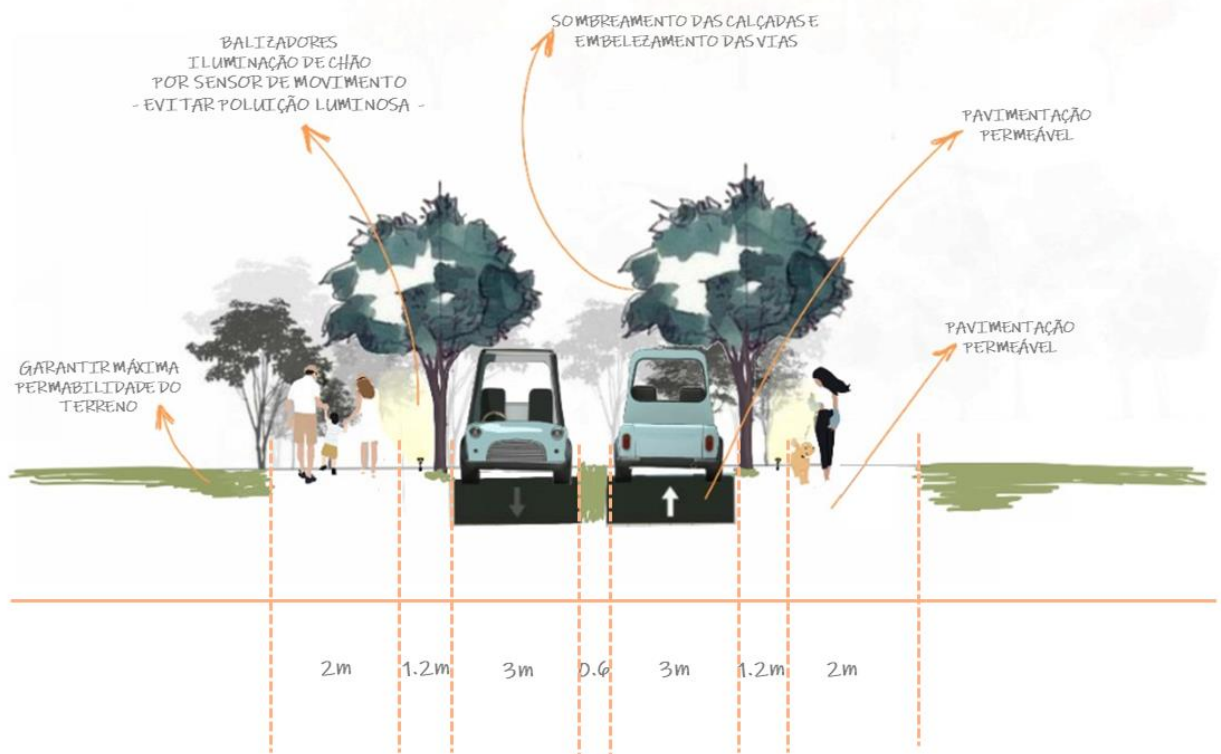 SOMBREAMENTO DAS CALÇADAS E
EMBELEZAMENTO DAS VIAS
BALIZADORES
ILUMINAÇÃO DE CHÃO
POR SENSOR DE MOVIMENTO
- EVITAR POLUIÇÃO LUMINOSA -
PAVIMENTAÇÃO
PERMEÁVEL
PAVIMENTAÇÃO
PERMEÁVEL
GARANTIR MÁXIMA
PERMABILIDADE DO
TERRENO
2m 1.2m 3m 0.6 3m 1.2m 2m